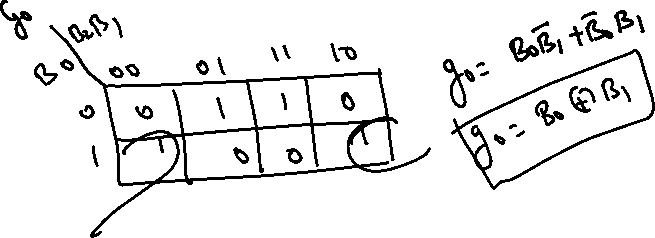 g₀
B₂B₁
B0 00 01 11 10
0 0 1 1 0
1 1 0 0 1
g₀= B₀B̄₁+B̄₀B₁
g₀= B₀⊕B₁